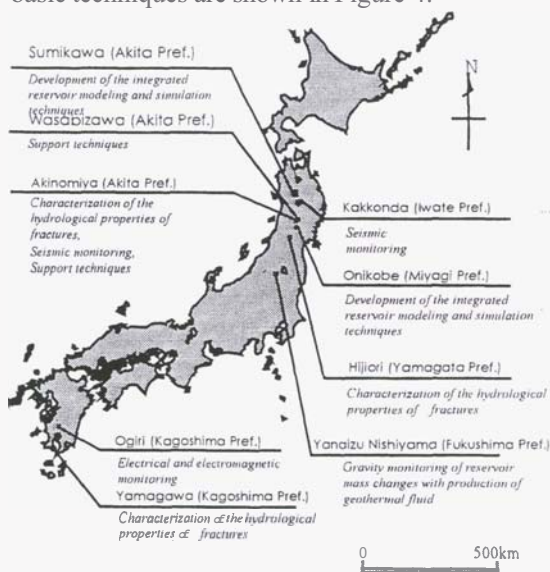 basic techniques are shown in Figure 4.
Sumikawa (Akita Pref.)
Development of the integrated
reservoir modeling and simulation
techniques
Wasabizawa (Akita Pref.)
Support techniques
Akinomiya (Akita Pref.)
Characterization of the
hydrological properties of
fractures,
Seismic monitoring,
Support techniques
N
Kakkonda (Iwate Pref.)
Seismic
monitoring
Onikobe (Miyagi Pref.)
Development of the integrated
reservoir modeling and simulation
techniques
Hijiori (Yamagata Pref.)
Characterization of the hydrological
properties of fractures
Yanaizu Nishiyama (Fukushima Pref.)
Gravity monitoring of reservoir
mass changes with production of
geothermal fluid
Ogiri (Kagoshima Pref.)
Electrical and electromagnetic
monitoring
Yamagawa (Kagoshima Pref.)
Characterization of the hydrological
properties of fractures
0 500km